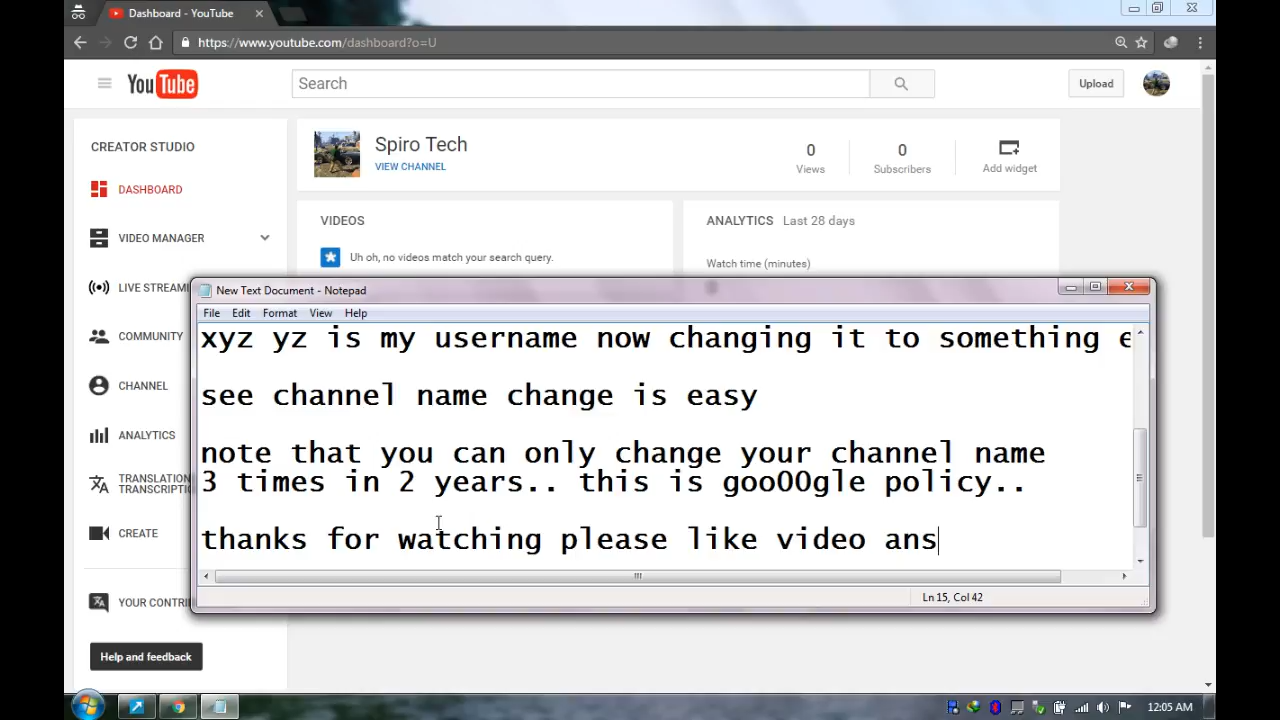 Dashboard - YouTube
https://www.youtube.com/dashboard?o=U
YouTube
Search
Upload
CREATOR STUDIO
DASHBOARD
VIDEO MANAGER
LIVE STREAMI
COMMUNITY
CHANNEL
ANALYTICS
TRANSLATION
TRANSCRIPTIO
CREATE
YOUR CONTRI
Help and feedback
Spiro Tech
VIEW CHANNEL
0
Views
0
Subscribers
Add widget
VIDEOS
Uh oh, no videos match your search query.
ANALYTICS Last 28 days
Watch time (minutes)
New Text Document - Notepad
File Edit Format View Help
xyz yz is my username now changing it to something e
see channel name change is easy
note that you can only change your channel name
3 times in 2 years.. this is goo00gle policy..
thanks for watching please like video ans
Ln 15, Col 42
12:05 AM